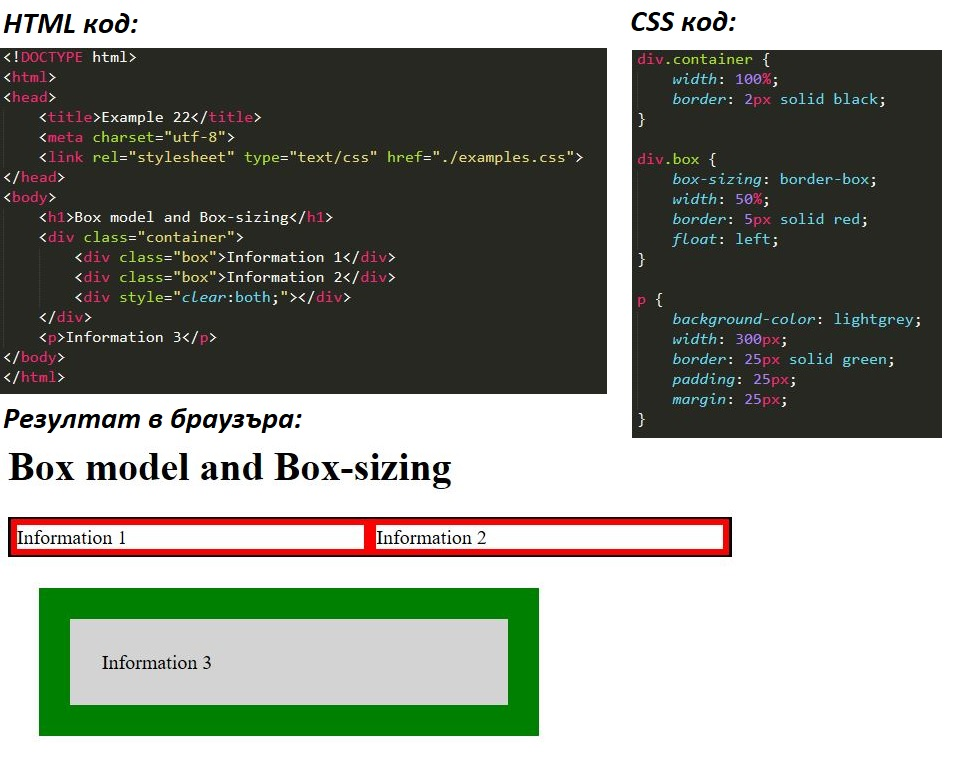 HTML код:
<!DOCTYPE html>
<html>
<head>
    <title>Example 22</title>
    <meta charset="utf-8">
    <link rel="stylesheet" type="text/css" href="./examples.css">
</head>
<body>
    <h1>Box model and Box-sizing</h1>
    <div class="container">
        <div class="box">Information 1</div>
        <div class="box">Information 2</div>
        <div style="clear:both;"></div>
    </div>
    <p>Information 3</p>
</body>
</html>
CSS код:
div.container {
    width: 100%;
    border: 2px solid black;
}
div.box {
    box-sizing: border-box;
    width: 50%;
    border: 5px solid red;
    float: left;
}
p {
    background-color: lightgrey;
    width: 300px;
    border: 25px solid green;
    padding: 25px;
    margin: 25px;
}
Резултат в браузъра:
Box model and Box-sizing
Information 1 Information 2
Information 3